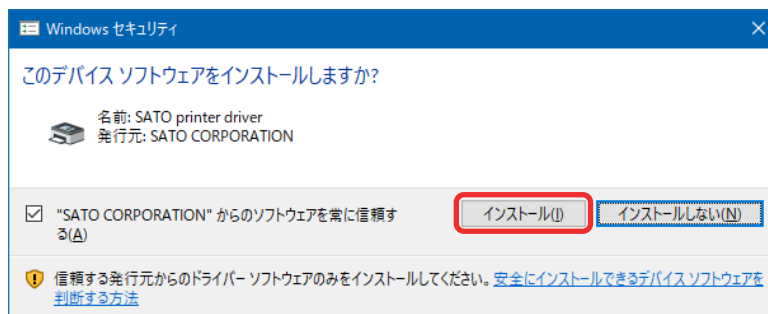 Windows セキュリティ
このデバイス ソフトウェアをインストールしますか?
名前: SATO printer driver
発行元: SATO CORPORATION
"SATO CORPORATION" からのソフトウェアを常に信頼す
る(A)
インストール(I)
インストールしない(N)
信頼する発行元からのドライバー ソフトウェアのみをインストールしてください。安全にインストールできるデバイス ソフトウェアを
判断する方法